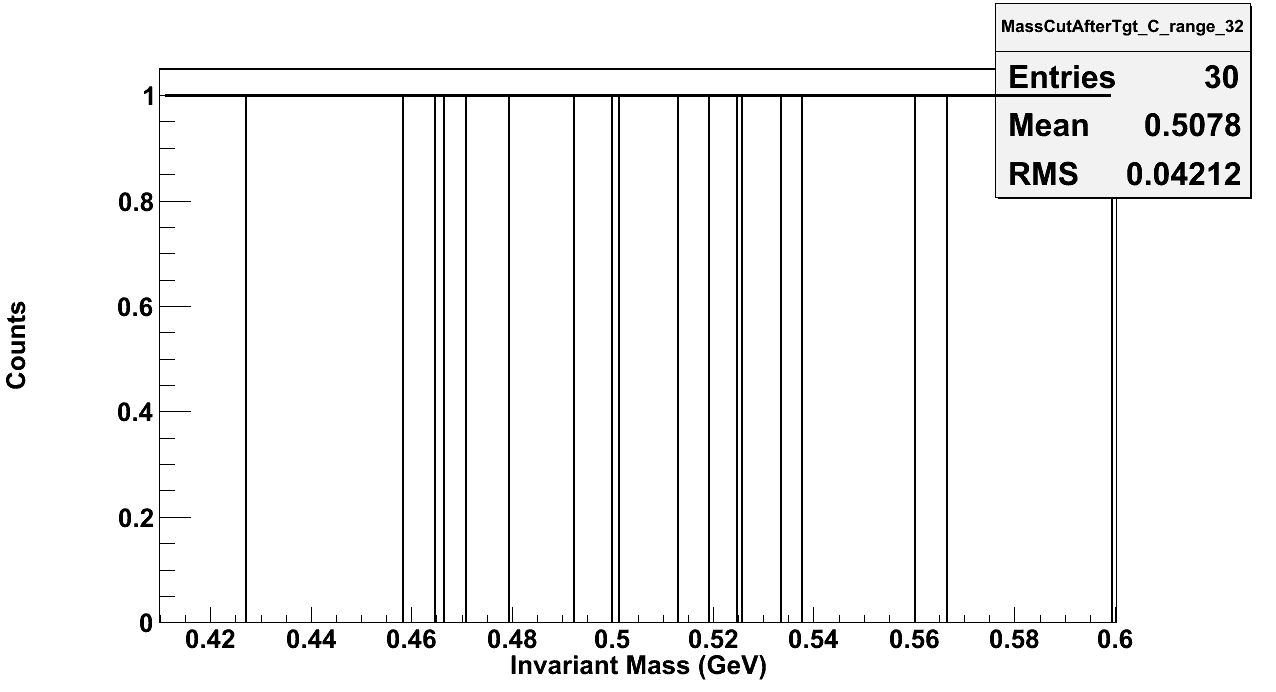 MassCutAfterTgt_C_range_32
Entries 30
Mean 0.5078
RMS 0.04212
1
0.8
0.6
0.4
0.2
0
Counts
0.42 0.44 0.46 0.48 0.5 0.52 0.54 0.56 0.58 0.6
Invariant Mass (GeV)